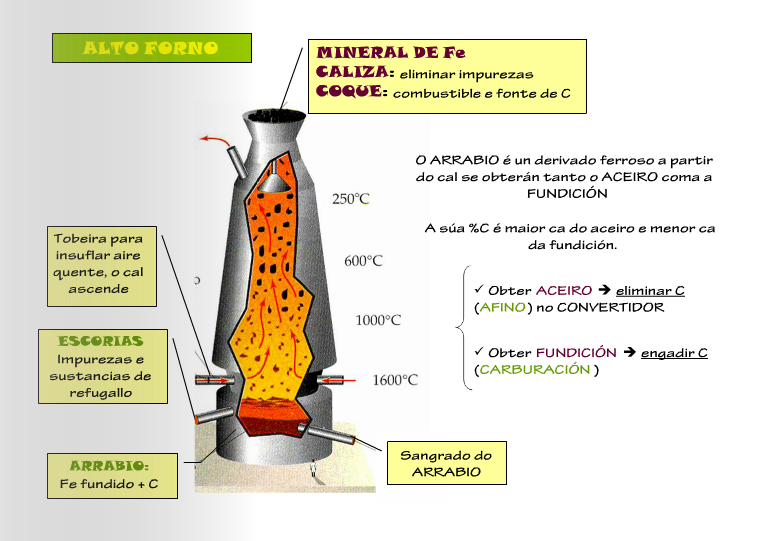 ALTO FORNO
MINERAL DE Fe
CALIZA: eliminar impurezas
COQUE: combustible e fonte de C
O ARRABIO é un derivado ferroso a partir
do cal se obterán tanto o ACEIRO coma a
FUNDICIÓN
A súa %C é maior ca do aceiro e menor ca
da fundición.
✓ Obter ACEIRO → eliminar C
(AFINO) no CONVERTIDOR
✓ Obter FUNDICIÓN → engadir C
(CARBURACIÓN )
250°C
600°C
1000°C
1600°C
Tobeira para
insuflar aire
quente, o cal
ascende
ESCORIAS
Impurezas e
sustancias de
refugallo
ARRABIO:
Fe fundido + C
Sangrado do
ARRABIO